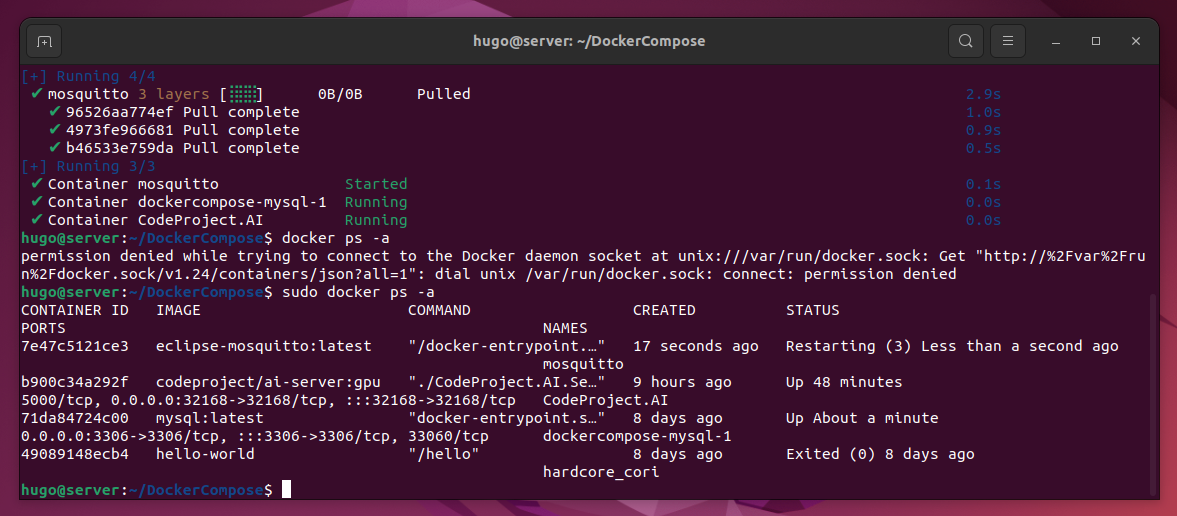 hugo@server: ~/DockerCompose
[+] Running 4/4
✔ mosquitto 3 layers [⣿⣿⣿] 0B/0B Pulled 2.9s
✔ 96526aa774ef Pull complete 1.0s
✔ 4973fe966681 Pull complete 0.9s
✔ b46533e759da Pull complete 0.5s
[+] Running 3/3
✔ Container mosquitto Started 0.1s
✔ Container dockercompose-mysql-1 Running 0.0s
✔ Container CodeProject.AI Running 0.0s
hugo@server:~/DockerCompose$ docker ps -a
permission denied while trying to connect to the Docker daemon socket at unix:///var/run/docker.sock: Get "http://%2Fvar%2Fru
n%2Fdocker.sock/v1.24/containers/json?all=1": dial unix /var/run/docker.sock: connect: permission denied
hugo@server:~/DockerCompose$ sudo docker ps -a
CONTAINER ID IMAGE COMMAND CREATED STATUS
PORTS NAMES
7e47c5121ce3 eclipse-mosquitto:latest "/docker-entrypoint.…" 17 seconds ago Restarting (3) Less than a second ago
mosquitto
b900c34a292f codeproject/ai-server:gpu "./CodeProject.AI.Se…" 9 hours ago Up 48 minutes
5000/tcp, 0.0.0.0:32168->32168/tcp, :::32168->32168/tcp CodeProject.AI
71da84724c00 mysql:latest "docker-entrypoint.s…" 8 days ago Up About a minute
0.0.0.0:3306->3306/tcp, :::3306->3306/tcp, 33060/tcp dockercompose-mysql-1
49089148ecb4 hello-world "/hello" 8 days ago Exited (0) 8 days ago
hardcore_cori
hugo@server:~/DockerCompose$